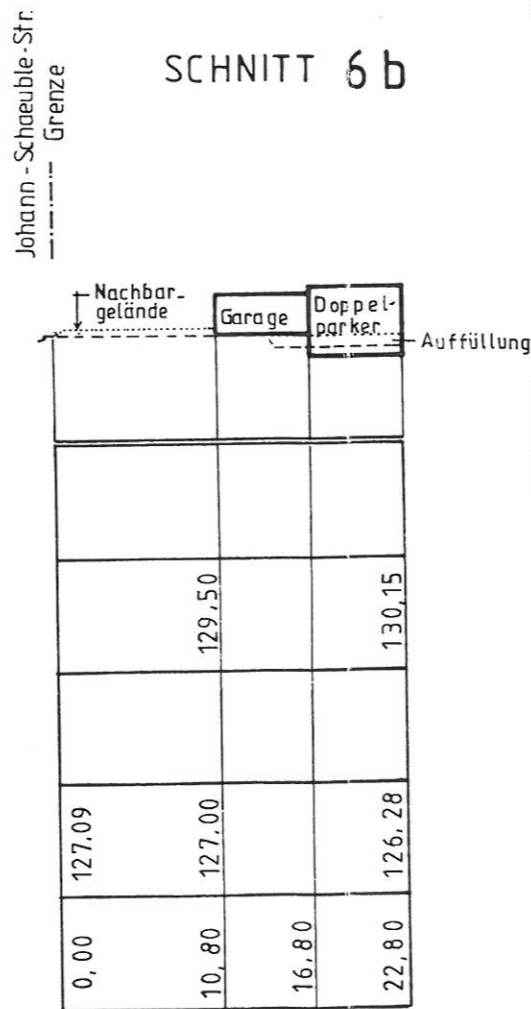 SCHNITT 6b
Johann-Schaeuble-Str.
Grenze
Nachbar-
gelände
Garage
Doppel-
parker
Auffüllung
129,50
130,15
127.09
127.00
126,28
0,00
10,80
16,80
22,80